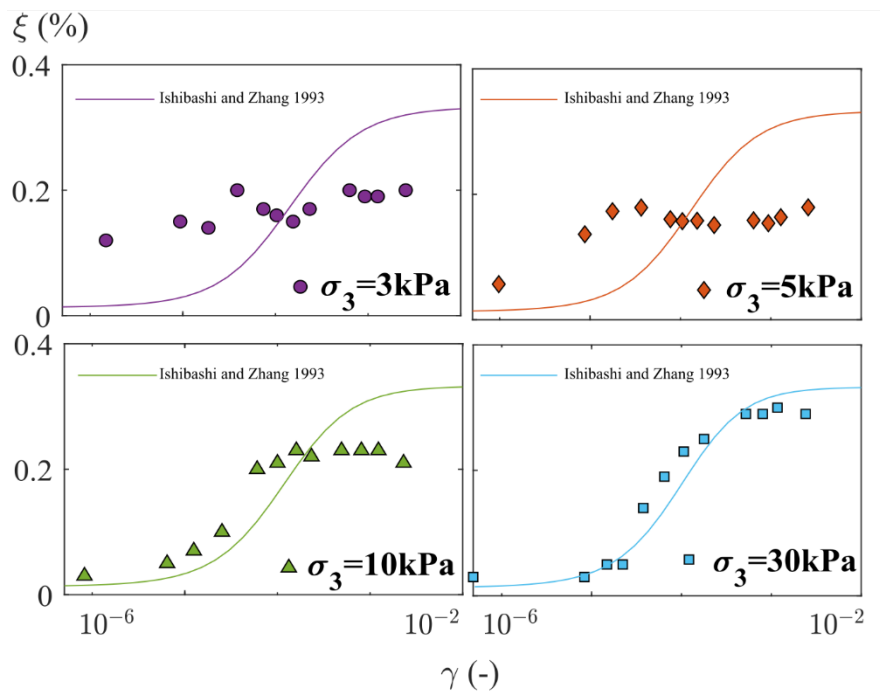 ξ (%)
0.4
Ishibashi and Zhang 1993
Ishibashi and Zhang 1993
0.2
σ₃=3kPa
σ₃=5kPa
0
0.4
Ishibashi and Zhang 1993
Ishibashi and Zhang 1993
0.2
σ₃=10kPa
σ₃=30kPa
0
10⁻⁶
10⁻²
10⁻⁶
10⁻²
γ (-)